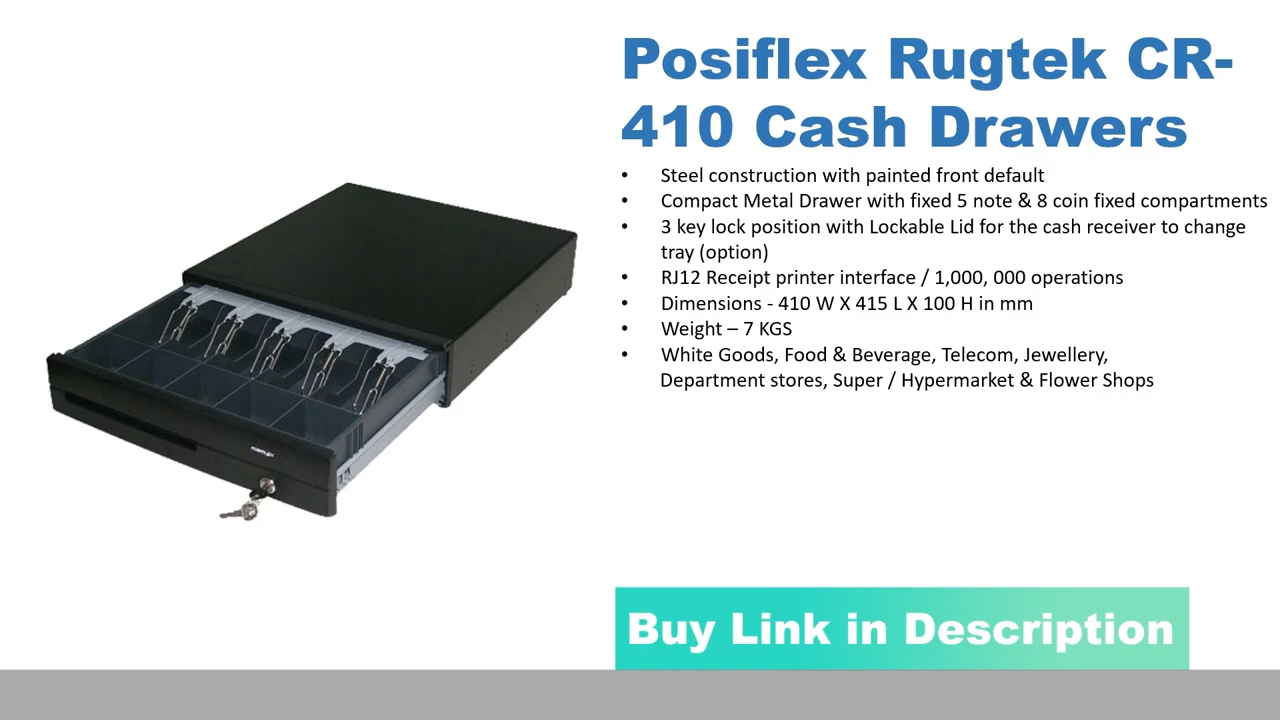 Posiflex Rugtek CR-
410 Cash Drawers
• Steel construction with painted front default
• Compact Metal Drawer with fixed 5 note & 8 coin fixed compartments
• 3 key lock position with Lockable Lid for the cash receiver to change
tray (option)
• RJ12 Receipt printer interface / 1,000, 000 operations
• Dimensions - 410 W X 415 L X 100 H in mm
• Weight – 7 KGS
• White Goods, Food & Beverage, Telecom, Jewellery,
Department stores, Super / Hypermarket & Flower Shops
Buy Link in Description